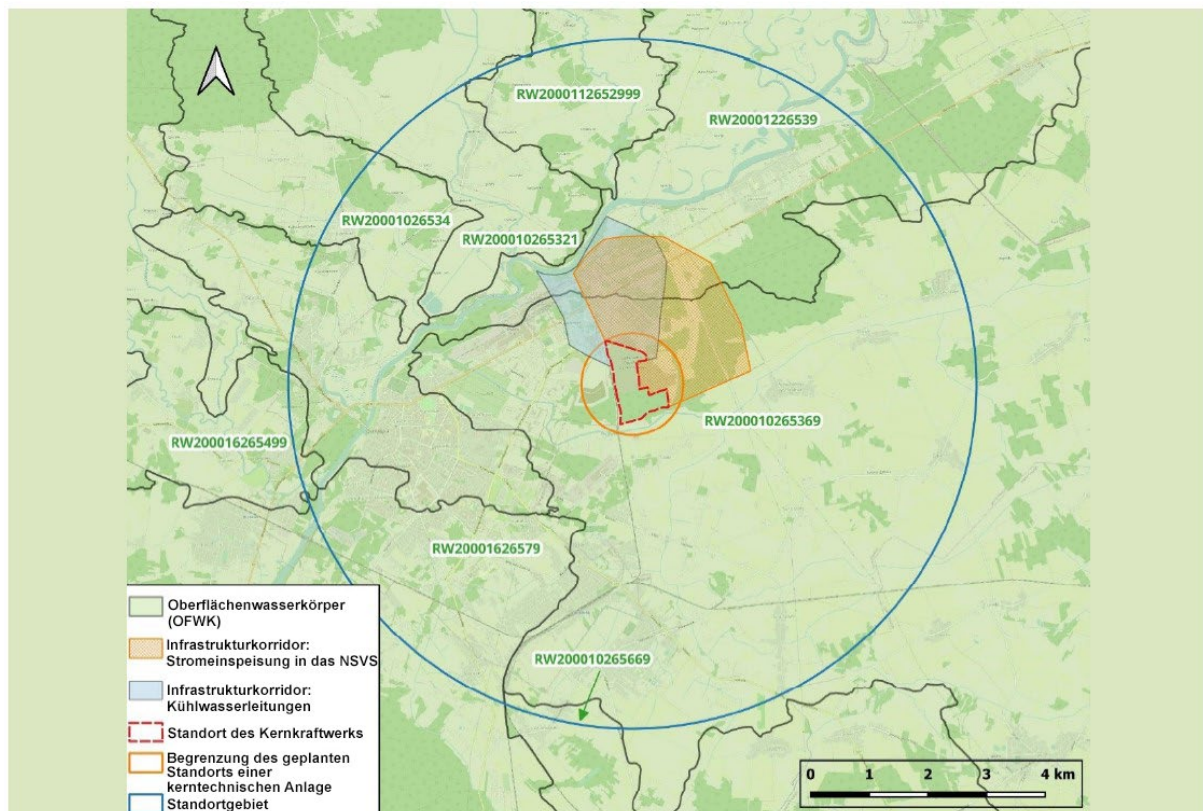 RW2000112652999
RW20001226539
RW20001026534
RW200010265321
RW200010265369
RW200016265499
RW20001626579
RW200010265669
Oberflächenwasserkörper
(OFWK)
Infrastrukturkorridor:
Stromeinspeisung in das NSVS
Infrastrukturkorridor:
Kühlwasserleitungen
Standort des Kernkraftwerks
Begrenzung des geplanten
Standorts einer
kerntechnischen Anlage
Standortgebiet
0 1 2 3 4 km